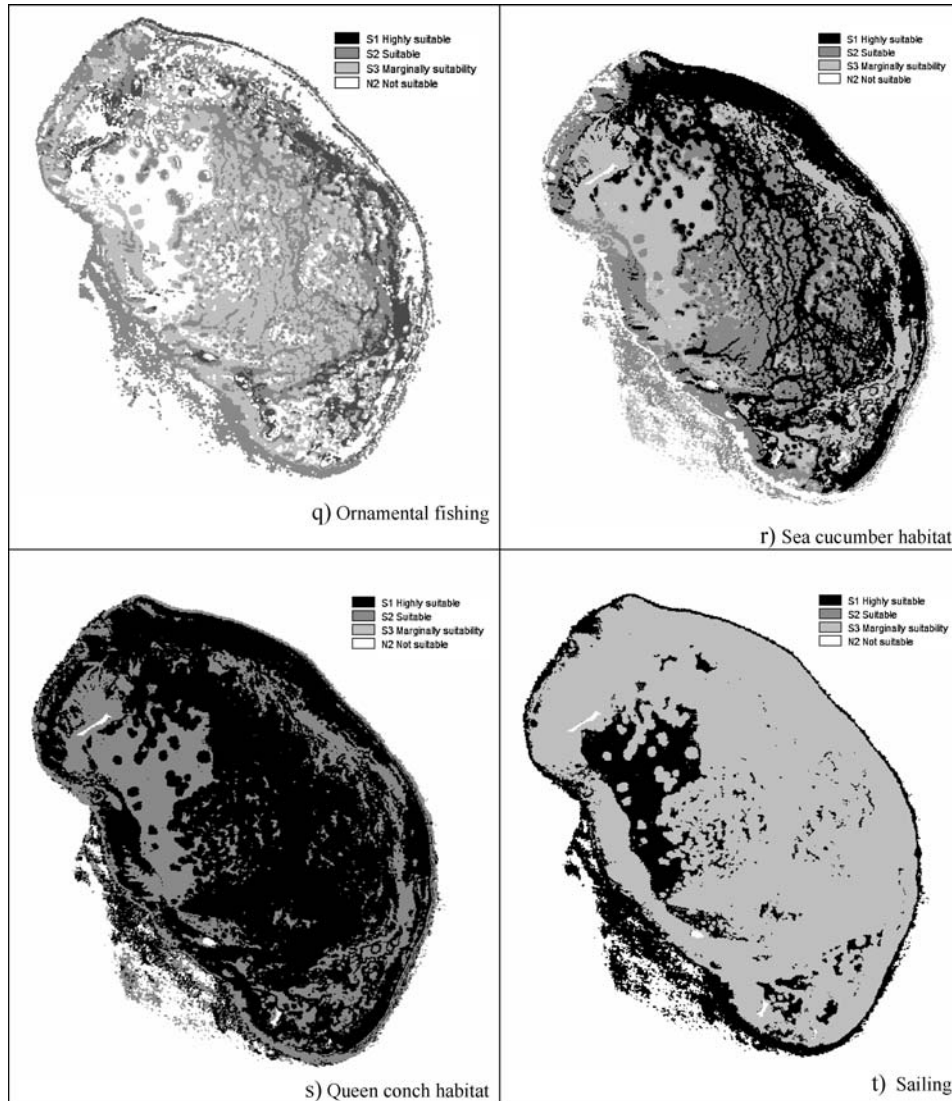 S1 Highly suitable
S2 Suitable
S3 Marginally suitability
N2 Not suitable
q) Ornamental fishing
S1 Highly suitable
S2 Suitable
S3 Marginally suitability
N2 Not suitable
r) Sea cucumber habitat
S1 Highly suitable
S2 Suitable
S3 Marginally suitability
N2 Not suitable
s) Queen conch habitat
S1 Highly suitable
S2 Suitable
S3 Marginally suitability
N2 Not suitable
t) Sailing